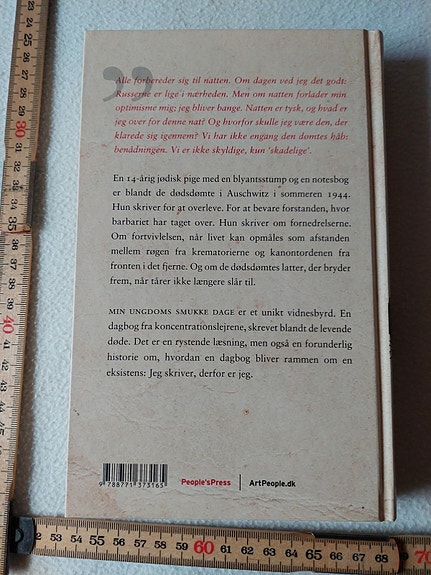 ”
Alle forbereder sig til natten. Om dagen ved jeg det godt:
Russerne er lige i nærheden. Men om natten forlader min
optimisme mig; jeg bliver bange. Natten er tysk, og hvad er
jeg over for denne nat? Og hvorfor skulle jeg være den, der
klarede sig igennem? Vi har ikke engang den dømtes håb:
benådningen. Vi er ikke skyldige, kun 'skadelige'.
En 14-årig jødisk pige med en blyantsstump og en notesbog
er blandt de dødsdømte i Auschwitz i sommeren 1944.
Hun skriver for at overleve. For at bevare forstanden, hvor
barbariet har taget over. Hun skriver om fornedrelserne.
Om fortvivlelsen, når livet kan opmåles som afstanden
mellem røgen fra krematorierne og kanontordenen fra
fronten i det fjerne. Og om de dødsdømtes latter, der bryder
frem, når tårer ikke længere slår til.
MIN UNGDOMS SMUKKE DAGE er et unikt vidnesbyrd. En
dagbog fra koncentrationslejrene, skrevet blandt de levende
døde. Det er en rystende læsning, men også en forunderlig
historie om, hvordan en dagbog bliver rammen om en
eksistens: Jeg skriver, derfor er jeg.
9 788771 373165
People'sPress | ArtPeople.dk
30
40
53 54 55 56 57 58 59 60 61 62 63 64 65 66 67 68 70